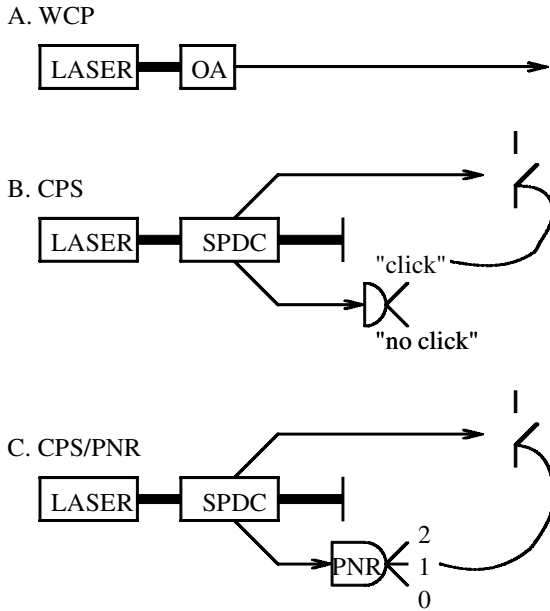 A. WCP
LASER
OA
B. CPS
LASER
SPDC
"click"
"no click"
C. CPS/PNR
LASER
SPDC
2
PNR
1
0